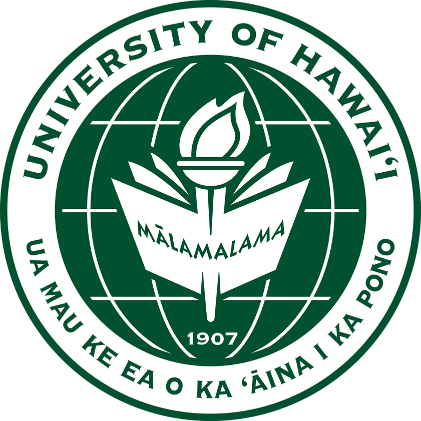 UNIVERSITY OF HAWAIʻI
MĀLAMALAMA
1907
UA MAU KE EA O KA ʻĀINA I KA PONO